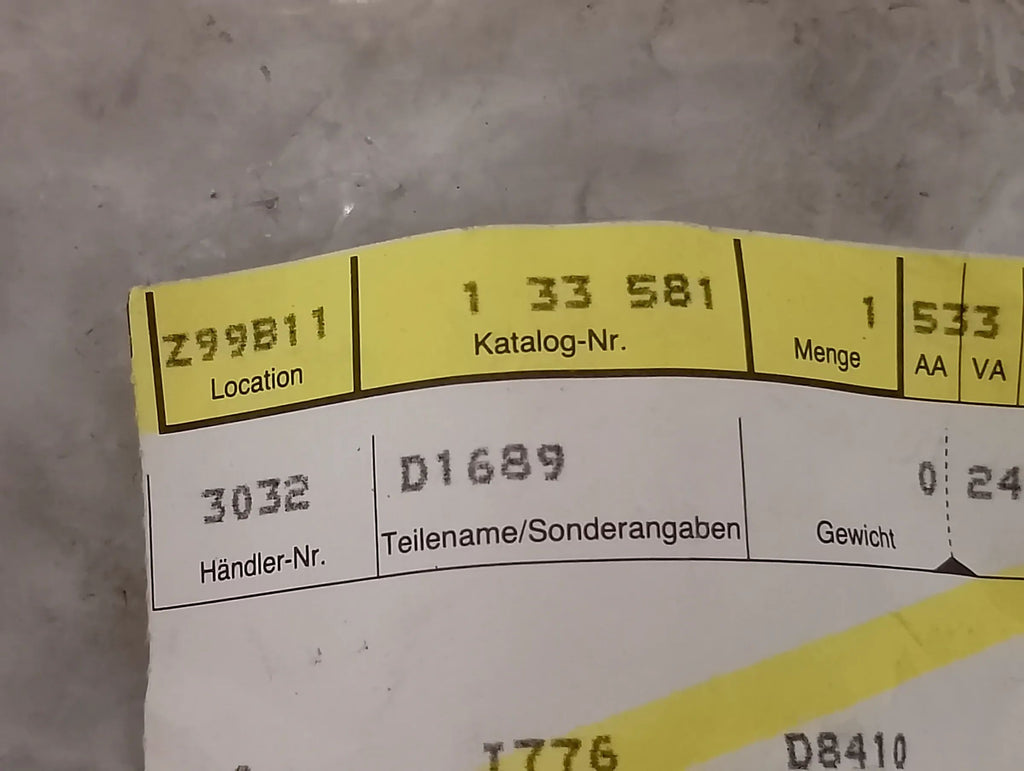 Z99B11 1 33 581 1 533
Location Katalog-Nr. Menge AA VA
3032 D1689 0 24
Händler-Nr. Teilename/Sonderangaben Gewicht
D8410